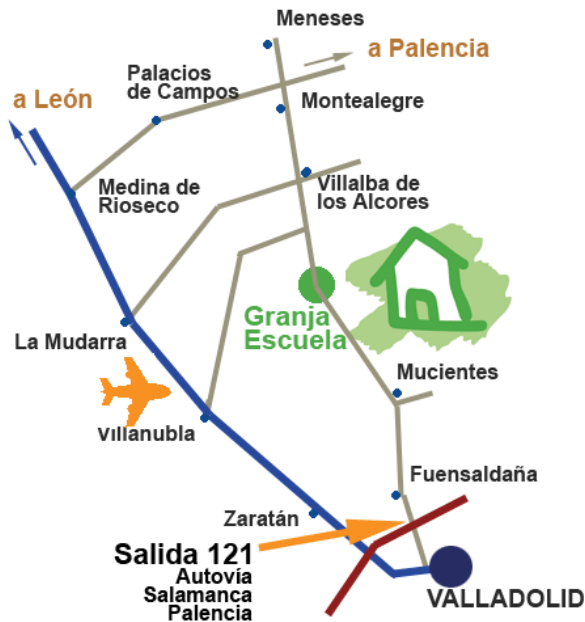 Meneses
a Palencia
Palacios
de Campos
a León
Montealegre
Medina de
Rioseco
Villalba de
los Alcores
Granja
Escuela
La Mudarra
Mucientes
Villanubla
Fuensaldaña
Zaratán
Salida 121
Autovía
Salamanca
Palencia
VALLADOLID